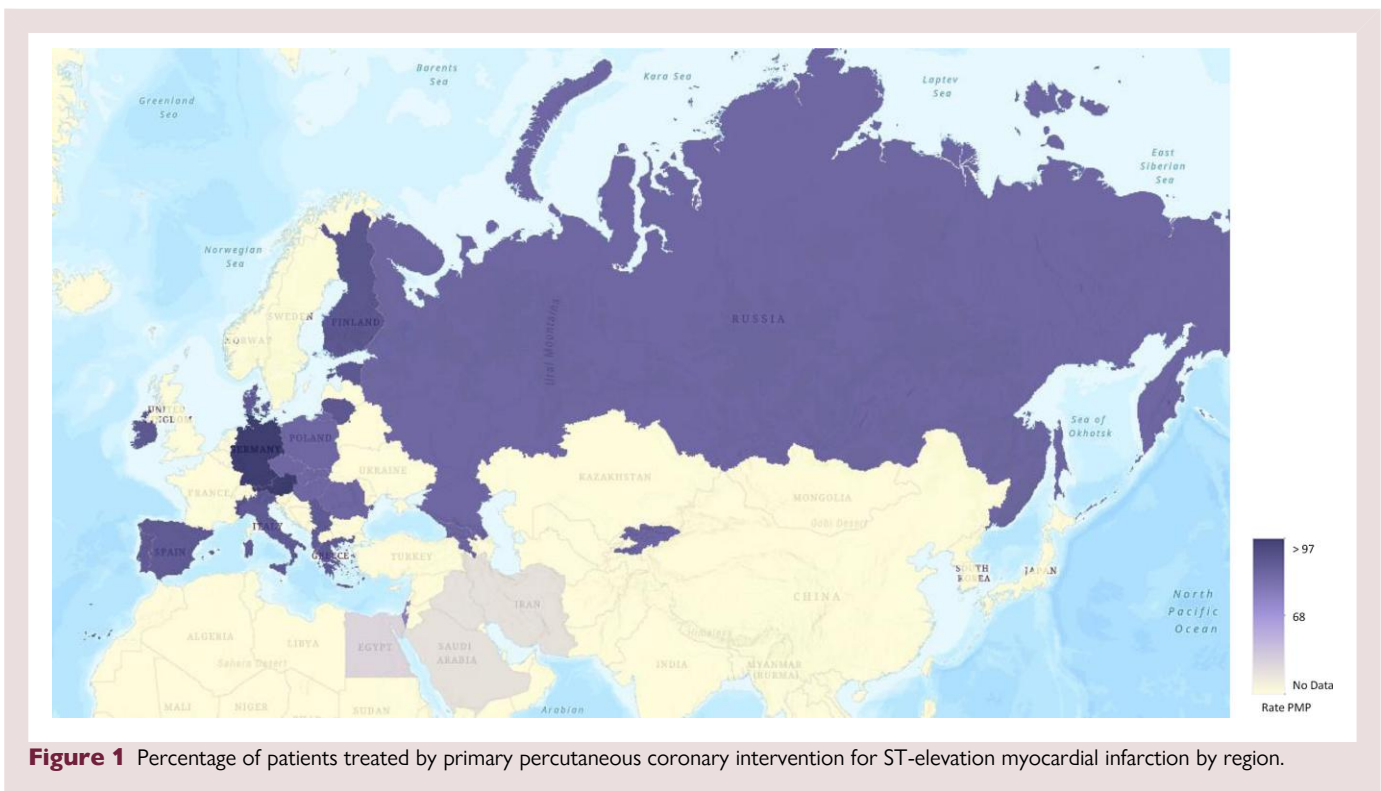 Barents
Sea
Kara Sea
Laptev
Sea
Greenland
Sea
East
Siberian
Sea
Norwegian
Sea
SWEDEN
FINLAND
NORWAY
RUSSIA
Ural Mountains
UNITED
KINGDOM
Sea of
Okhotsk
POLAND
GERMANY
UKRAINE
KAZAKHSTAN
FRANCE
MONGOLIA
Gobi Desert
ITALY
SPAIN
GREECE
TURKEY
SOUTH
KOREA
JAPAN
CHINA
North
Pacific
Ocean
IRAN
ALGERIA
LIBYA
EGYPT
SAUDI
ARABIA
Sahara Desert
Himalayas
INDIA
MYANMAR
(BURMA)
MALI
NIGER
SUDAN
Arabian
> 97
68
No Data
Rate PMP
Figure 1 Percentage of patients treated by primary percutaneous coronary intervention for ST-elevation myocardial infarction by region.